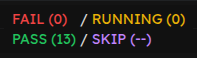 FAIL (0) / RUNNING (0)
PASS (13) / SKIP (--)